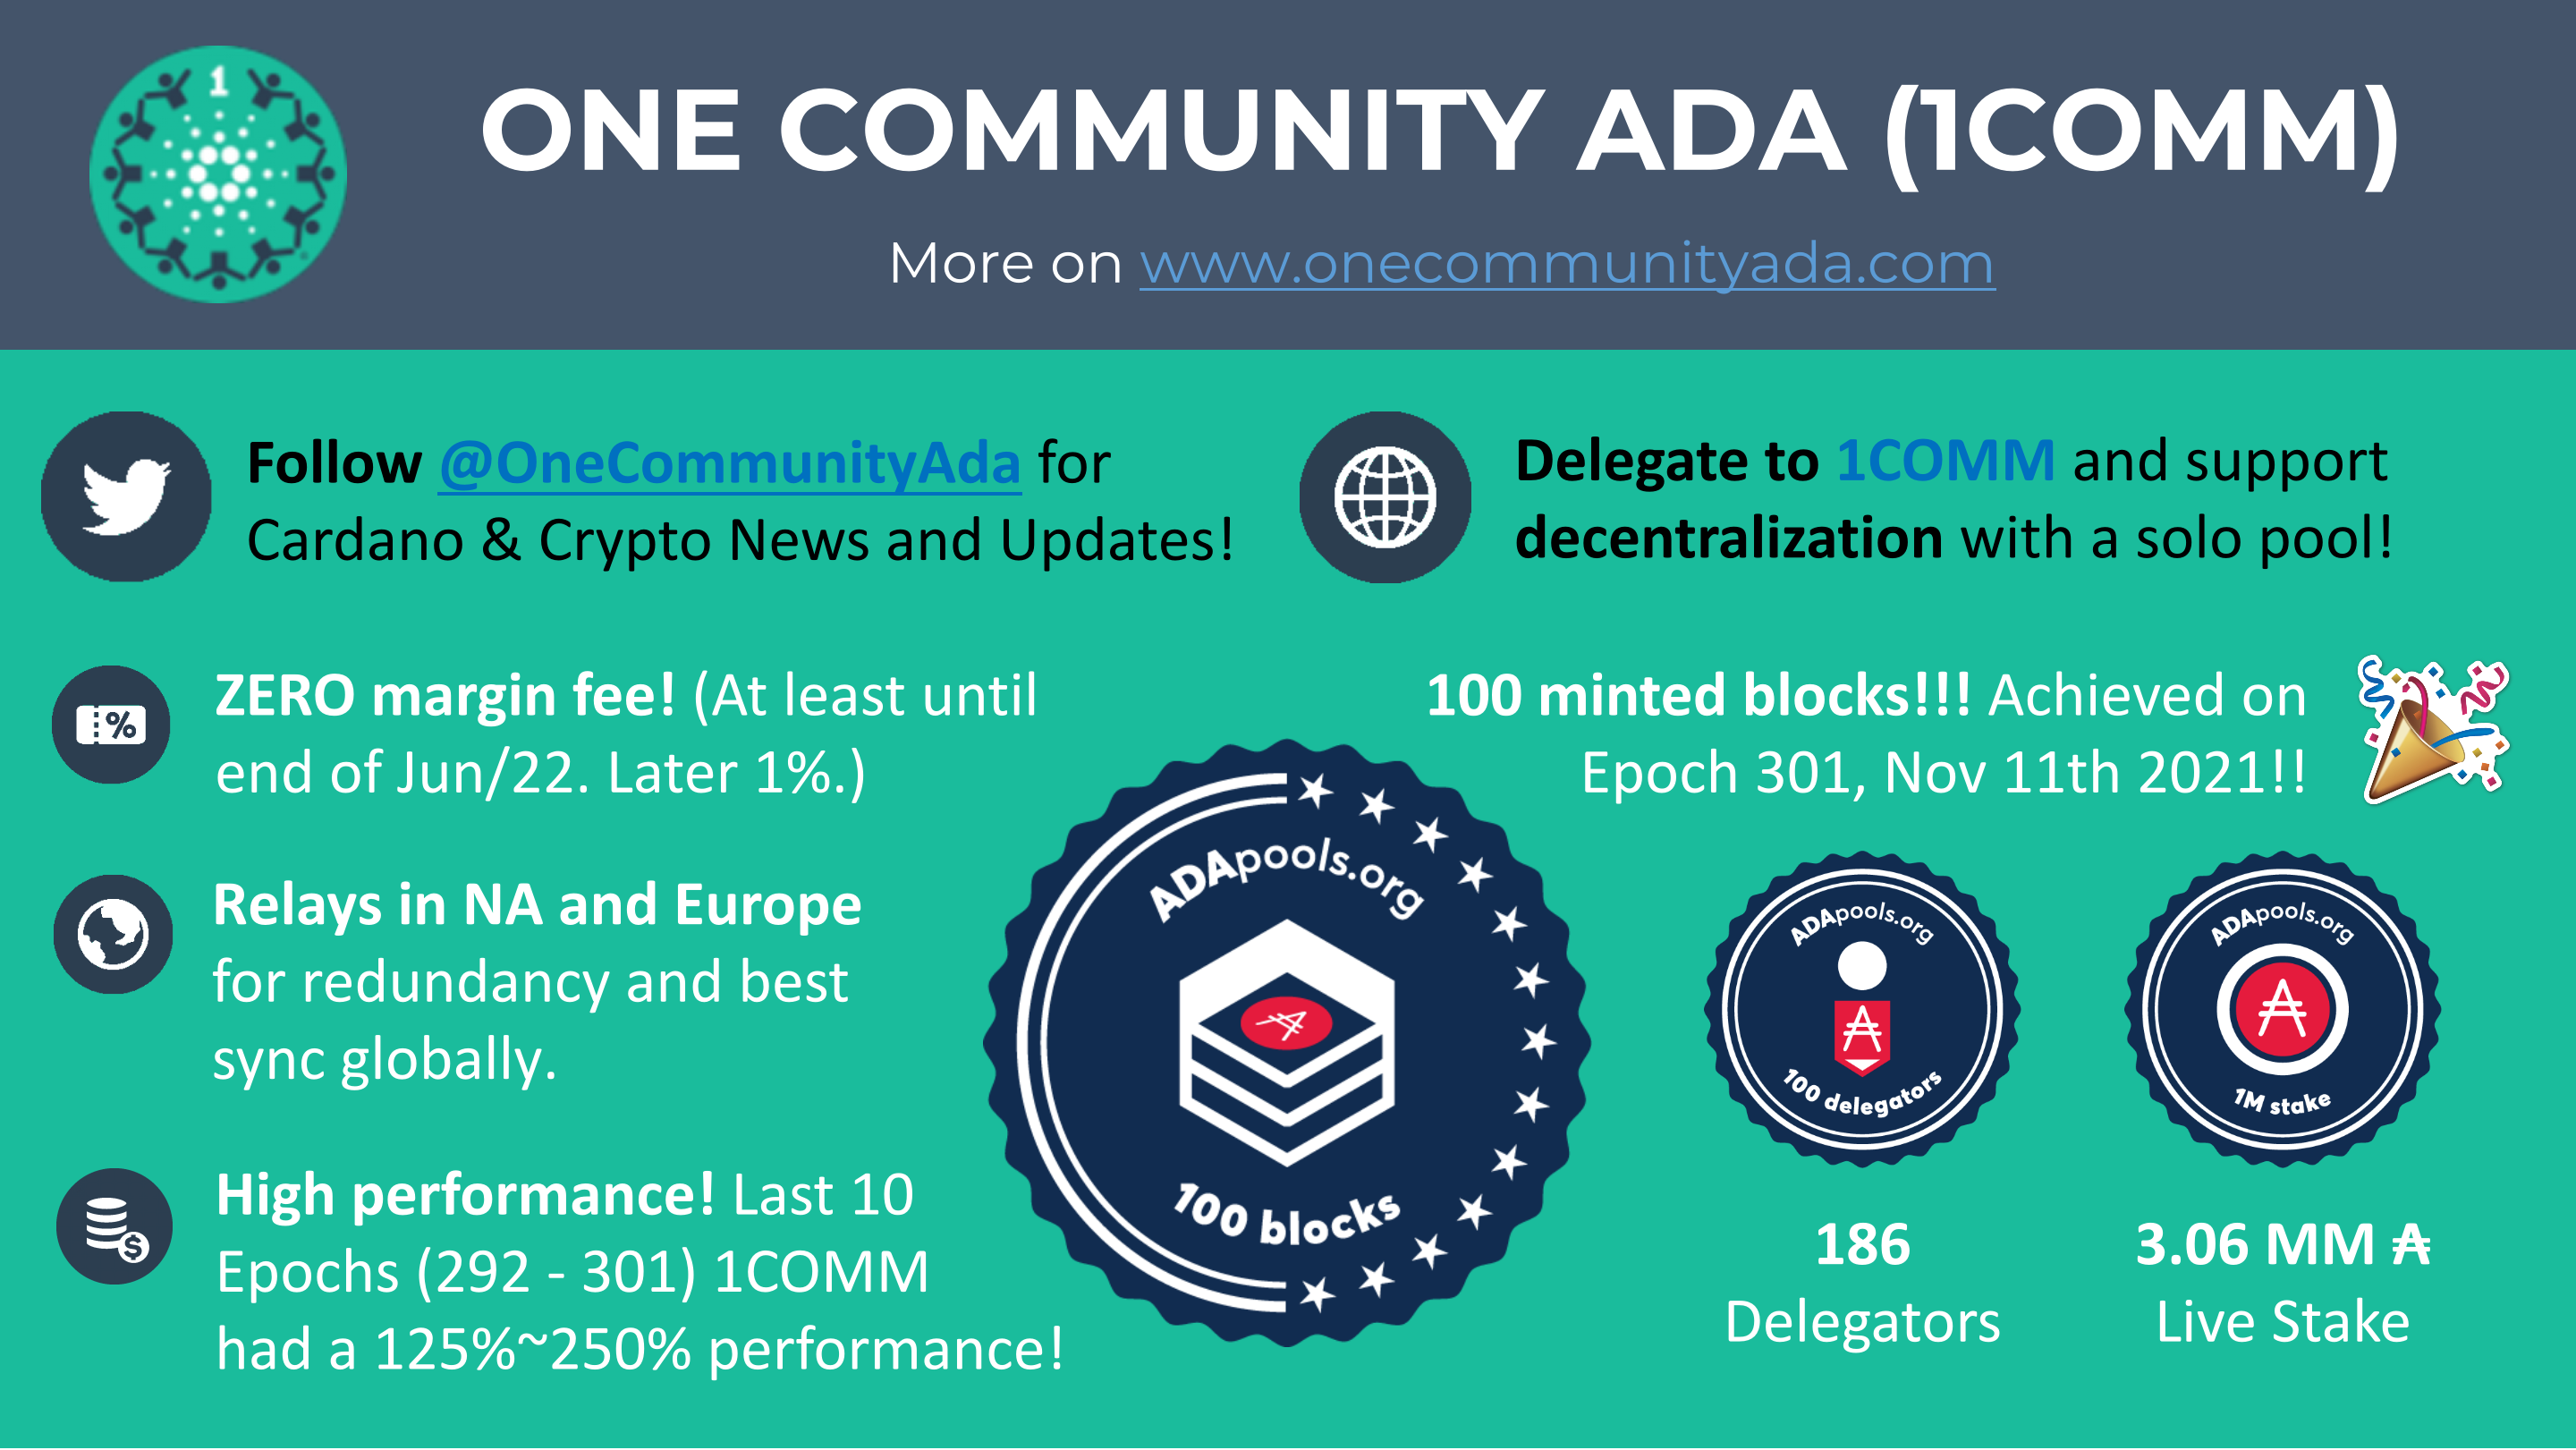 1
ONE COMMUNITY ADA (1COMM)
More on www.onecommunityada.com
Follow @OneCommunityAda for
Cardano & Crypto News and Updates!
Delegate to 1COMM and support
decentralization with a solo pool!
%
ZERO margin fee! (At least until
end of Jun/22. Later 1%.)
100 minted blocks!!! Achieved on
Epoch 301, Nov 11th 2021!!
Relays in NA and Europe
for redundancy and best
sync globally.
$
High performance! Last 10
Epochs (292 - 301) 1COMM
had a 125%~250% performance!
ADApools.org
₳
100 blocks
ADApools.org
₳
100 delegators
186
Delegators
ADApools.org
₳
1M stake
3.06 MM ₳
Live Stake